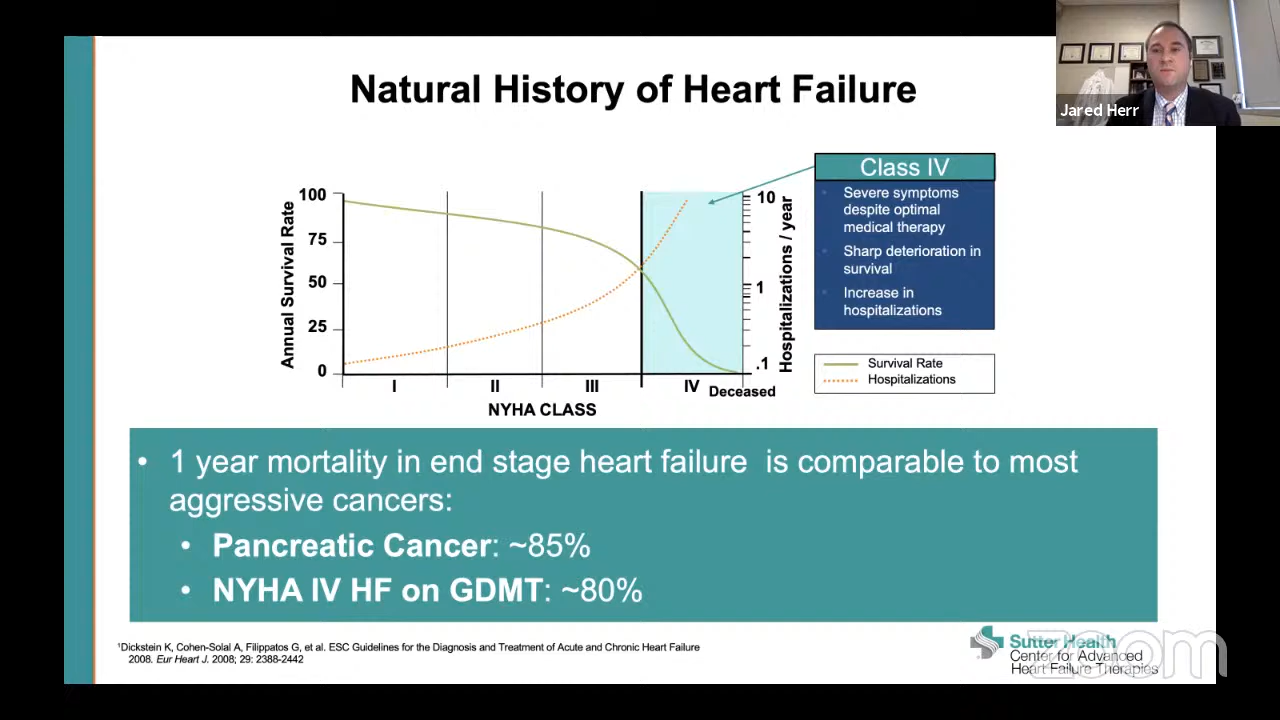 Jared Herr
Natural History of Heart Failure
Annual Survival Rate
100
75
50
25
0
I
II
III
IV
Deceased
NYHA CLASS
10
1
.1
Hospitalizations / year
Class IV
Severe symptoms
despite optimal
medical therapy
Sharp deterioration in
survival
Increase in
hospitalizations
Survival Rate
Hospitalizations
• 1 year mortality in end stage heart failure is comparable to most
aggressive cancers:
• Pancreatic Cancer: ~85%
• NYHA IV HF on GDMT: ~80%
¹Dickstein K, Cohen-Solal A, Filippatos G, et al. ESC Guidelines for the Diagnosis and Treatment of Acute and Chronic Heart Failure
2008. Eur Heart J. 2008; 29: 2388-2442
Sutter Health
Center for Advanced
Heart Failure Therapies
zoom